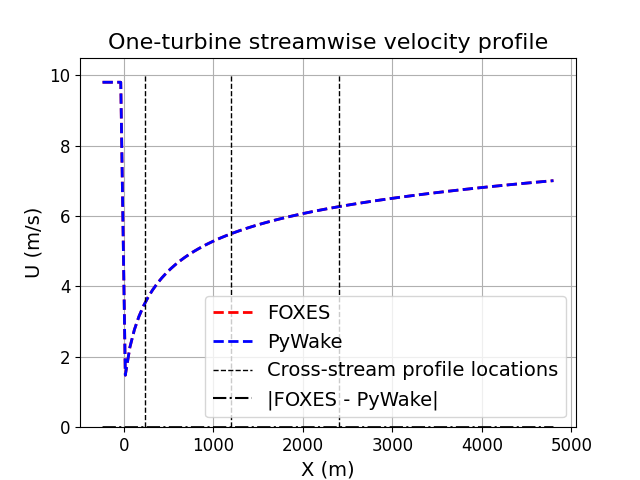 One-turbine streamwise velocity profile
U (m/s)
10
8
6
4
2
0
FOXES
PyWake
Cross-stream profile locations
|FOXES - PyWake|
0 1000 2000 3000 4000 5000
X (m)